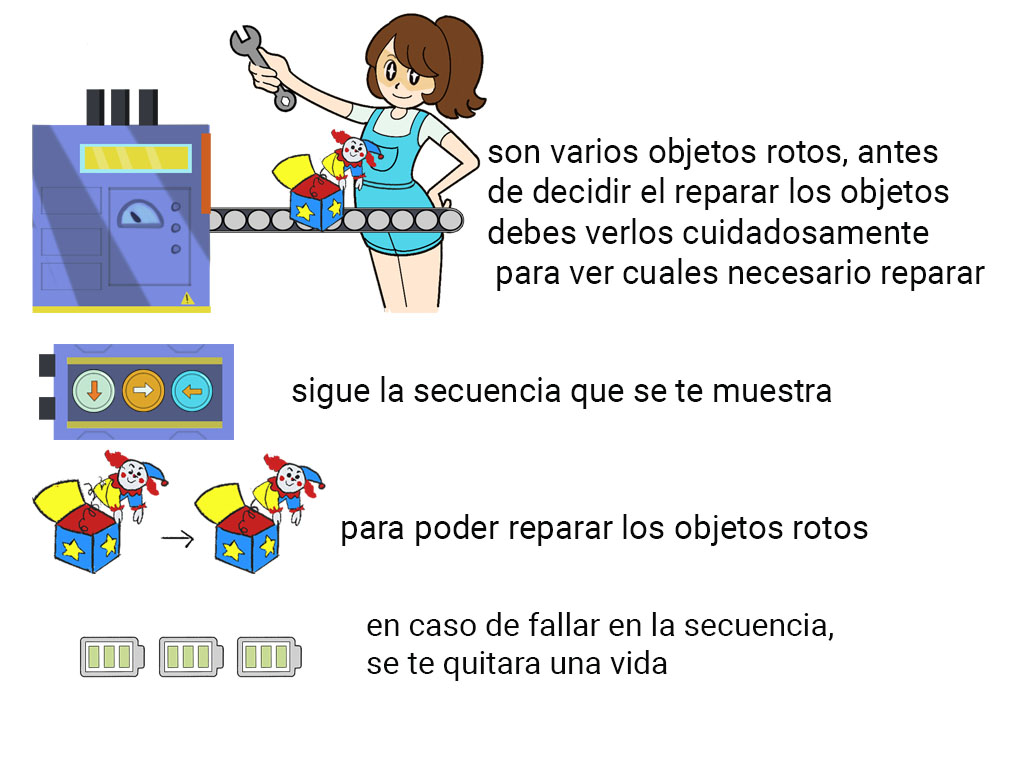 son varios objetos rotos, antes
de decidir el reparar los objetos
debes verlos cuidadosamente
para ver cuales necesario reparar
sigue la secuencia que se te muestra
para poder reparar los objetos rotos
en caso de fallar en la secuencia,
se te quitara una vida